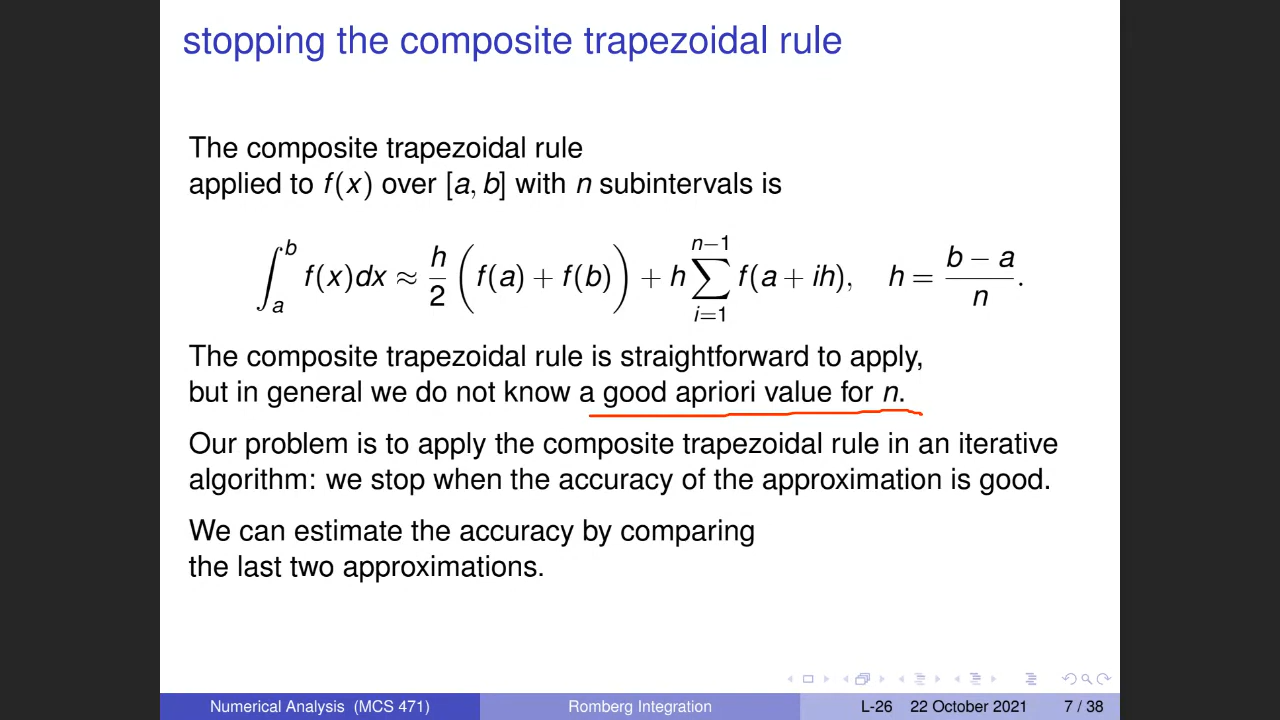 stopping the composite trapezoidal rule
The composite trapezoidal rule
applied to f(x) over [a, b] with n subintervals is
∫_a^b f(x)dx ≈ h/2 (f(a) + f(b)) + h ∑_{i=1}^{n−1} f(a + ih), h = (b − a)/n.
The composite trapezoidal rule is straightforward to apply,
but in general we do not know a good apriori value for n.
Our problem is to apply the composite trapezoidal rule in an iterative
algorithm: we stop when the accuracy of the approximation is good.
We can estimate the accuracy by comparing
the last two approximations.
Numerical Analysis (MCS 471) Romberg Integration L-26 22 October 2021 7 / 38